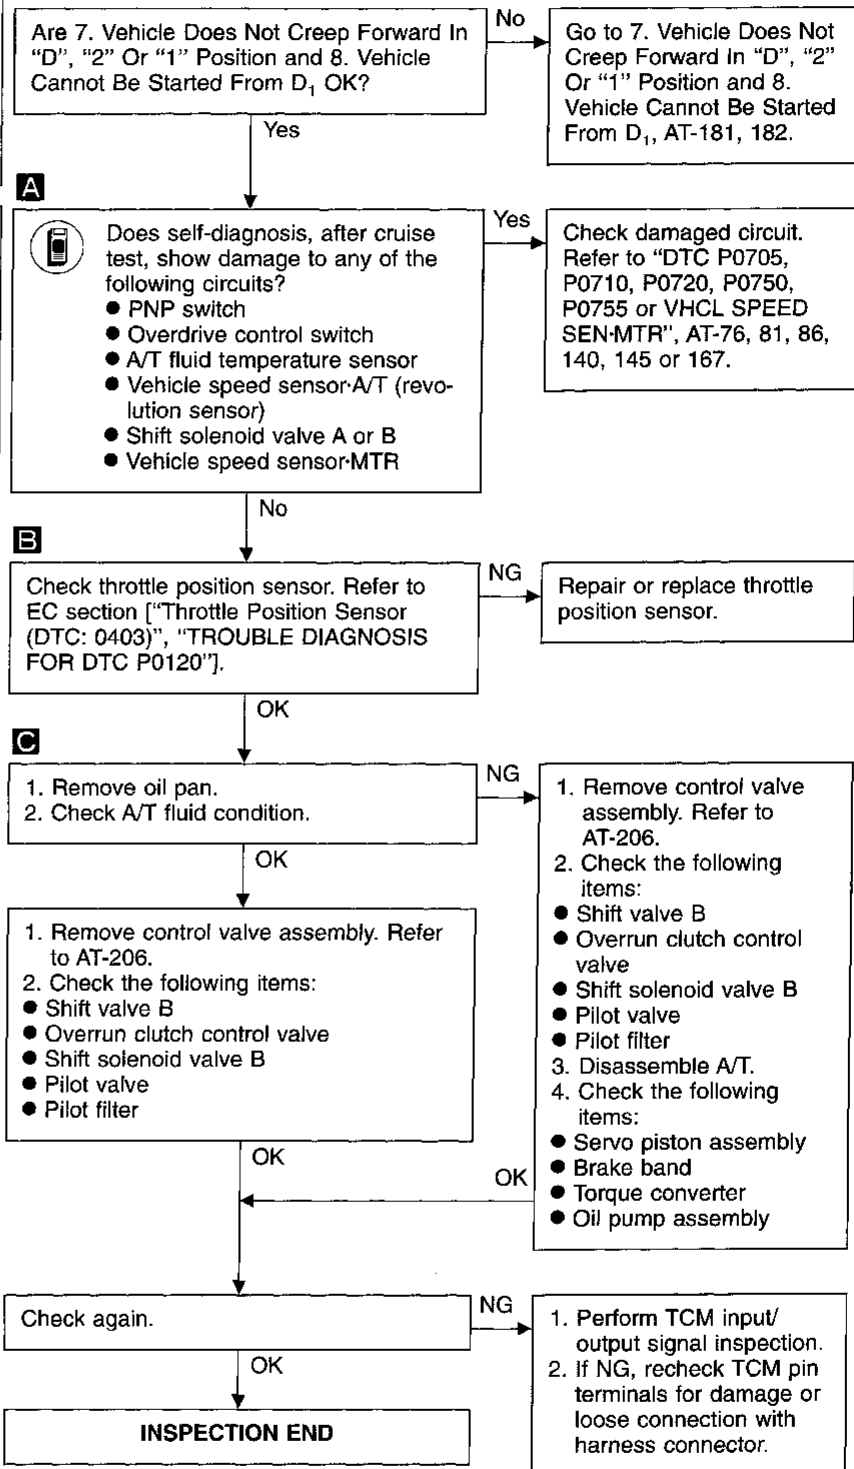 Are 7. Vehicle Does Not Creep Forward In
"D", "2" Or "1" Position and 8. Vehicle
Cannot Be Started From D₁ OK?
No
Go to 7. Vehicle Does Not
Creep Forward In "D", "2"
Or "1" Position and 8.
Vehicle Cannot Be Started
From D₁, AT-181, 182.
Yes
A
Does self-diagnosis, after cruise
test, show damage to any of the
following circuits?
● PNP switch
● Overdrive control switch
● A/T fluid temperature sensor
● Vehicle speed sensor·A/T (revo-
lution sensor)
● Shift solenoid valve A or B
● Vehicle speed sensor·MTR
Yes
Check damaged circuit.
Refer to "DTC P0705,
P0710, P0720, P0750,
P0755 or VHCL SPEED
SEN·MTR", AT-76, 81, 86,
140, 145 or 167.
No
B
Check throttle position sensor. Refer to
EC section ["Throttle Position Sensor
(DTC: 0403)", "TROUBLE DIAGNOSIS
FOR DTC P0120"].
NG
Repair or replace throttle
position sensor.
OK
C
1. Remove oil pan.
2. Check A/T fluid condition.
NG
1. Remove control valve
assembly. Refer to
AT-206.
2. Check the following
items:
● Shift valve B
● Overrun clutch control
valve
● Shift solenoid valve B
● Pilot valve
● Pilot filter
3. Disassemble A/T.
4. Check the following
items:
● Servo piston assembly
● Brake band
● Torque converter
● Oil pump assembly
OK
1. Remove control valve assembly. Refer
to AT-206.
2. Check the following items:
● Shift valve B
● Overrun clutch control valve
● Shift solenoid valve B
● Pilot valve
● Pilot filter
OK
OK
Check again.
NG
1. Perform TCM input/
output signal inspection.
2. If NG, recheck TCM pin
terminals for damage or
loose connection with
harness connector.
OK
INSPECTION END